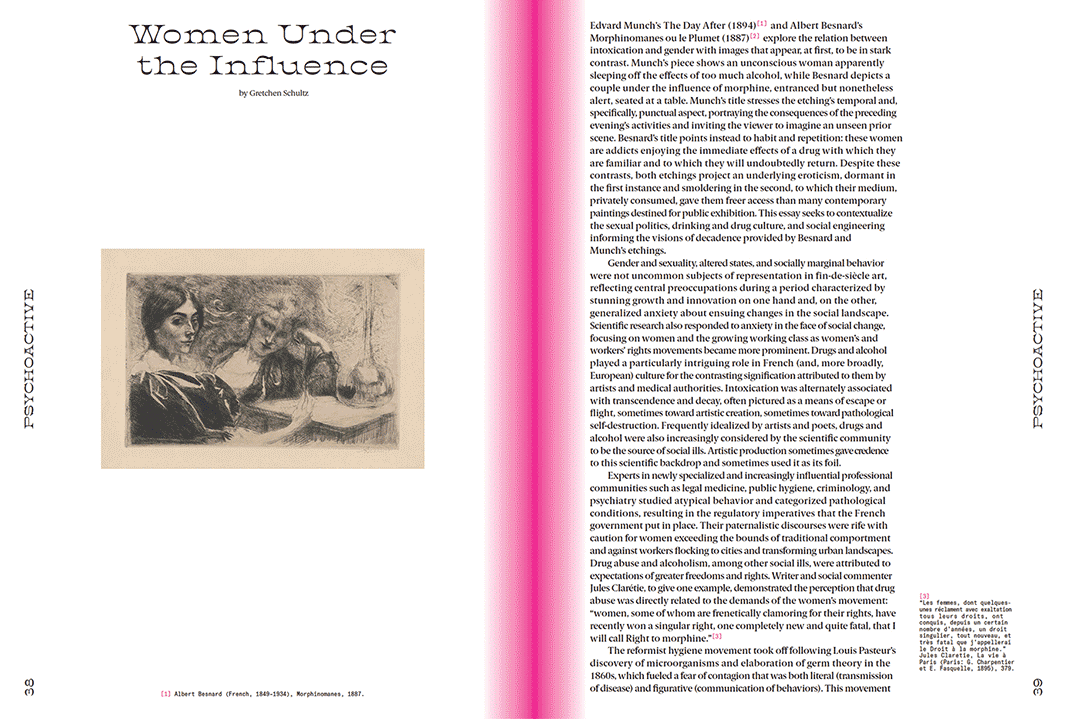 Women Under
the Influence
by Gretchen Schultz
PSYCHOACTIVE
38
[1] Albert Besnard (French, 1849-1934), Morphinomanes, 1887.
Edvard Munch's The Day After (1894)[1] and Albert Besnard's
Morphinomanes ou le Plumet (1887)[2] explore the relation between
intoxication and gender with images that appear, at first, to be in stark
contrast. Munch's piece shows an unconscious woman apparently
sleeping off the effects of too much alcohol, while Besnard depicts a
couple under the influence of morphine, entranced but nonetheless
alert, seated at a table. Munch's title stresses the etching's temporal and,
specifically, punctual aspect, portraying the consequences of the preceding
evening's activities and inviting the viewer to imagine an unseen prior
scene. Besnard's title points instead to habit and repetition: these women
are addicts enjoying the immediate effects of a drug with which they
are familiar and to which they will undoubtedly return. Despite these
contrasts, both etchings project an underlying eroticism, dormant in
the first instance and smoldering in the second, to which their medium,
privately consumed, gave them freer access than many contemporary
paintings destined for public exhibition. This essay seeks to contextualize
the sexual politics, drinking and drug culture, and social engineering
informing the visions of decadence provided by Besnard and
Munch's etchings.
Gender and sexuality, altered states, and socially marginal behavior
were not uncommon subjects of representation in fin-de-siècle art,
reflecting central preoccupations during a period characterized by
stunning growth and innovation on one hand and, on the other,
generalized anxiety about ensuing changes in the social landscape.
Scientific research also responded to anxiety in the face of social change,
focusing on women and the growing working class as women's and
workers' rights movements became more prominent. Drugs and alcohol
played a particularly intriguing role in French (and, more broadly,
European) culture for the contrasting signification attributed to them by
artists and medical authorities. Intoxication was alternately associated
with transcendence and decay, often pictured as a means of escape or
flight, sometimes toward artistic creation, sometimes toward pathological
self-destruction. Frequently idealized by artists and poets, drugs and
alcohol were also increasingly considered by the scientific community
to be the source of social ills. Artistic production sometimes gave credence
to this scientific backdrop and sometimes used it as its foil.
Experts in newly specialized and increasingly influential professional
communities such as legal medicine, public hygiene, criminology, and
psychiatry studied atypical behavior and categorized pathological
conditions, resulting in the regulatory imperatives that the French
government put in place. Their paternalistic discourses were rife with
caution for women exceeding the bounds of traditional comportment
and against workers flocking to cities and transforming urban landscapes.
Drug abuse and alcoholism, among other social ills, were attributed to
expectations of greater freedoms and rights. Writer and social commenter
Jules Clarétie, to give one example, demonstrated the perception that drug
abuse was directly related to the demands of the women's movement:
"women, some of whom are frenetically clamoring for their rights, have
recently won a singular right, one completely new and quite fatal, that I
will call Right to morphine."[3]
The reformist hygiene movement took off following Louis Pasteur's
discovery of microorganisms and elaboration of germ theory in the
1860s, which fueled a fear of contagion that was both literal (transmission
of disease) and figurative (communication of behaviors). This movement
[3]
"Les femmes, dont quelques-
unes réclament avec exaltation
tous leurs droits, ont
conquis, depuis un certain
nombre d'années, un droit
singulier, tout nouveau, et
très fatal que j'appellerai
le Droit à la morphine."
Jules Claretie, La vie à
Paris (Paris: G. Charpentier
et E. Fasquelle, 1895), 379.
PSYCHOACTIVE
39